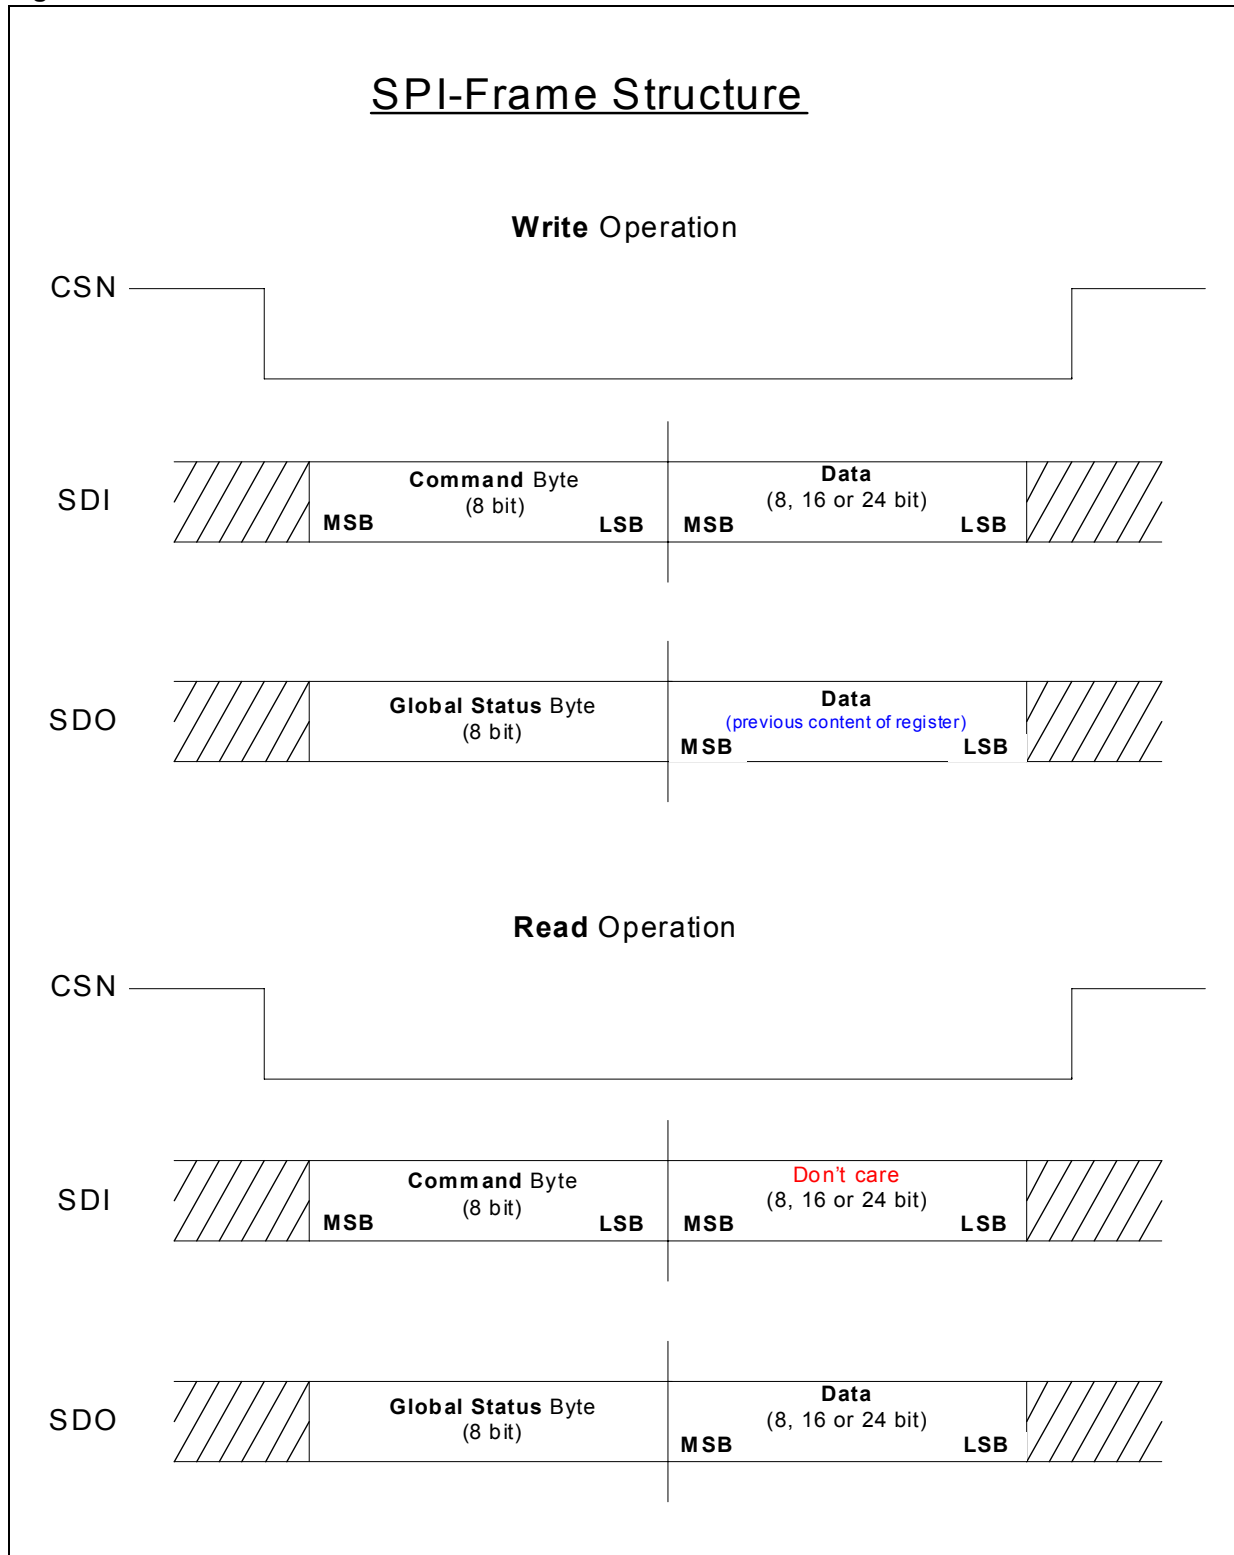 SPI-Frame Structure
Write Operation
CSN
SDI
Command Byte
(8 bit)
MSB
LSB
Data
(8, 16 or 24 bit)
MSB
LSB
SDO
Global Status Byte
(8 bit)
Data
(previous content of register)
MSB
LSB
Read Operation
CSN
SDI
Command Byte
(8 bit)
MSB
LSB
Don't care
(8, 16 or 24 bit)
MSB
LSB
SDO
Global Status Byte
(8 bit)
Data
(8, 16 or 24 bit)
MSB
LSB